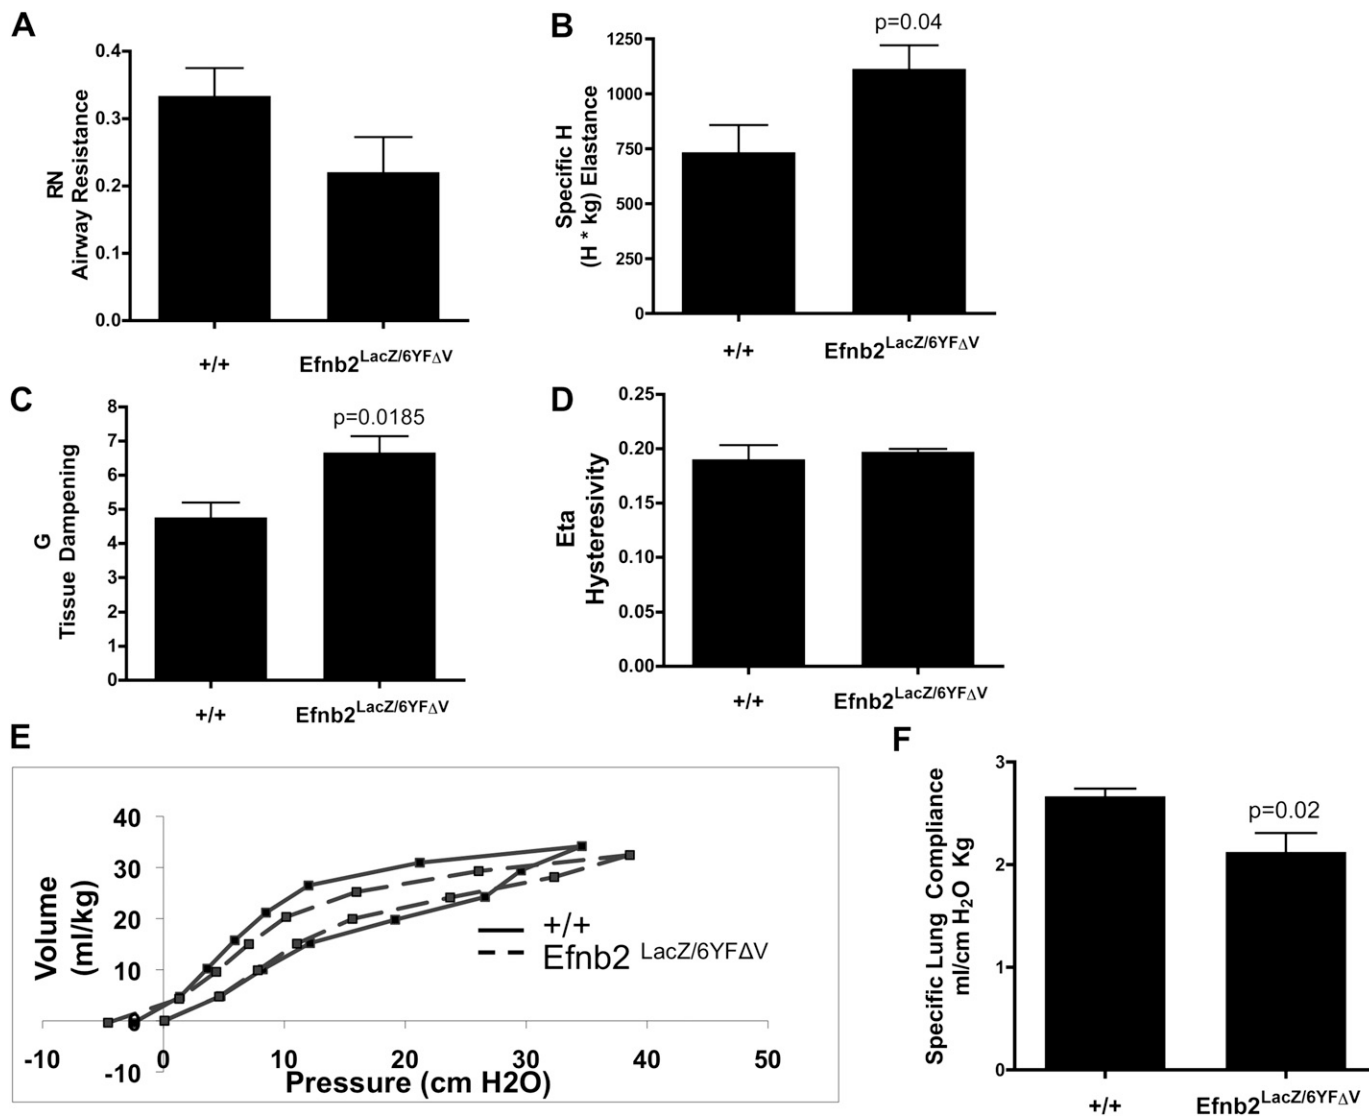 A
0.4
0.3
0.2
0.1
0.0
RN
Airway Resistance
+/+
Efnb2LacZ/6YFΔV
B
p=0.04
1250
1000
750
500
250
0
Specific H
(H * kg) Elastance
+/+
Efnb2LacZ/6YFΔV
C
p=0.0185
8
7
6
5
4
3
2
1
0
G
Tissue Dampening
+/+
Efnb2LacZ/6YFΔV
D
0.25
0.20
0.15
0.10
0.05
0.00
Eta
Hysteresivity
+/+
Efnb2LacZ/6YFΔV
E
40
30
20
10
0
-10
Volume
(ml/kg)
+/+
Efnb2 LacZ/6YFΔV
-10
0
10
20
30
40
50
Pressure (cm H2O)
F
p=0.02
3
2
1
0
Specific Lung Compliance
ml/cm H2O Kg
+/+
Efnb2LacZ/6YFΔV